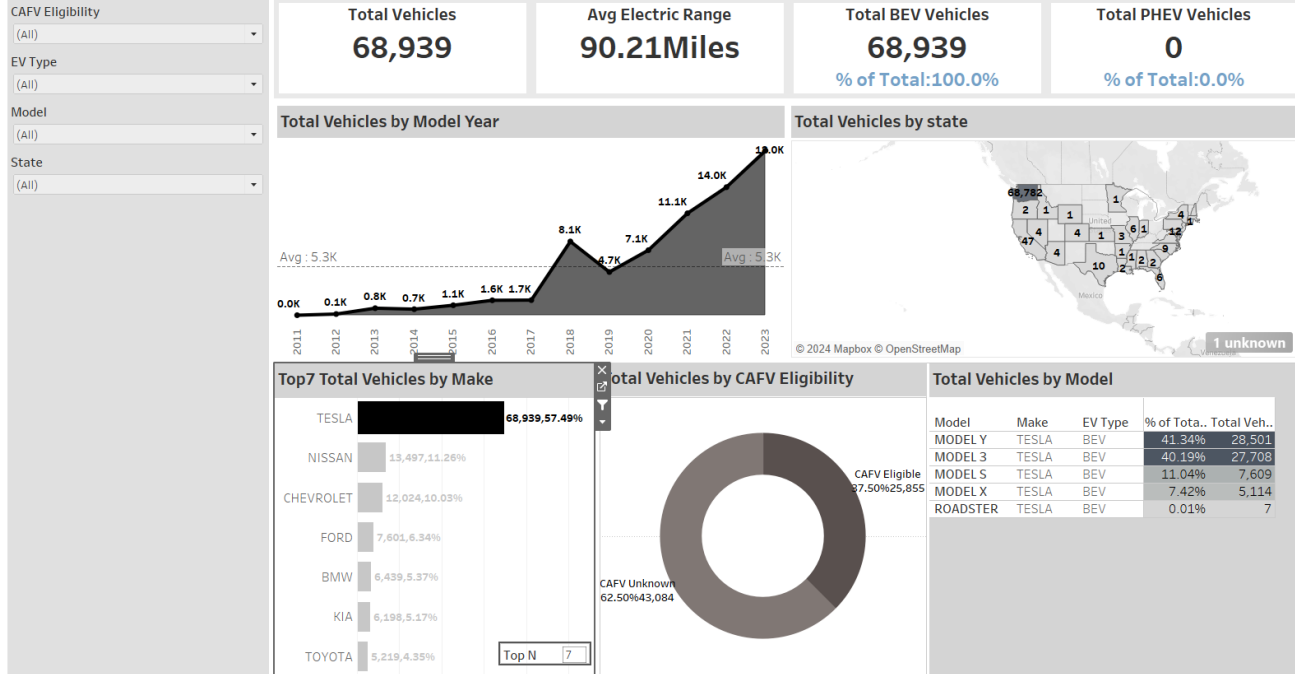 CAFV Eligibility
(All)
EV Type
(All)
Model
(All)
State
(All)
Total Vehicles
68,939
Avg Electric Range
90.21Miles
Total BEV Vehicles
68,939
% of Total:100.0%
Total PHEV Vehicles
0
% of Total:0.0%
Total Vehicles by Model Year
0.0K
0.1K
0.8K
0.7K
1.1K
1.6K
1.7K
8.1K
4.7K
7.1K
11.1K
14.0K
Avg : 5.3K
Avg : 5.3K
2011
2012
2013
2014
2015
2016
2017
2018
2019
2020
2021
2022
2023
Total Vehicles by state
68,782
2
1
1
1
47
4
4
1
3
6
1
4
1
12
4
10
1
2
1
2
2
9
6
United
Mexico
© 2024 Mapbox © OpenStreetMap
1 unknown
Top7 Total Vehicles by Make
TESLA
68,939,57.49%
NISSAN
13,497,11.26%
CHEVROLET
12,024,10.03%
FORD
7,601,6.34%
BMW
6,439,5.37%
KIA
6,198,5.17%
TOYOTA
5,219,4.35%
Top N
7
otal Vehicles by CAFV Eligibility
CAFV Eligible
37.50%25,855
CAFV Unknown
62.50%43,084
Total Vehicles by Model
Model Make EV Type % of Tota.. Total Veh..
MODEL Y TESLA BEV 41.34% 28,501
MODEL 3 TESLA BEV 40.19% 27,708
MODEL S TESLA BEV 11.04% 7,609
MODEL X TESLA BEV 7.42% 5,114
ROADSTER TESLA BEV 0.01% 7